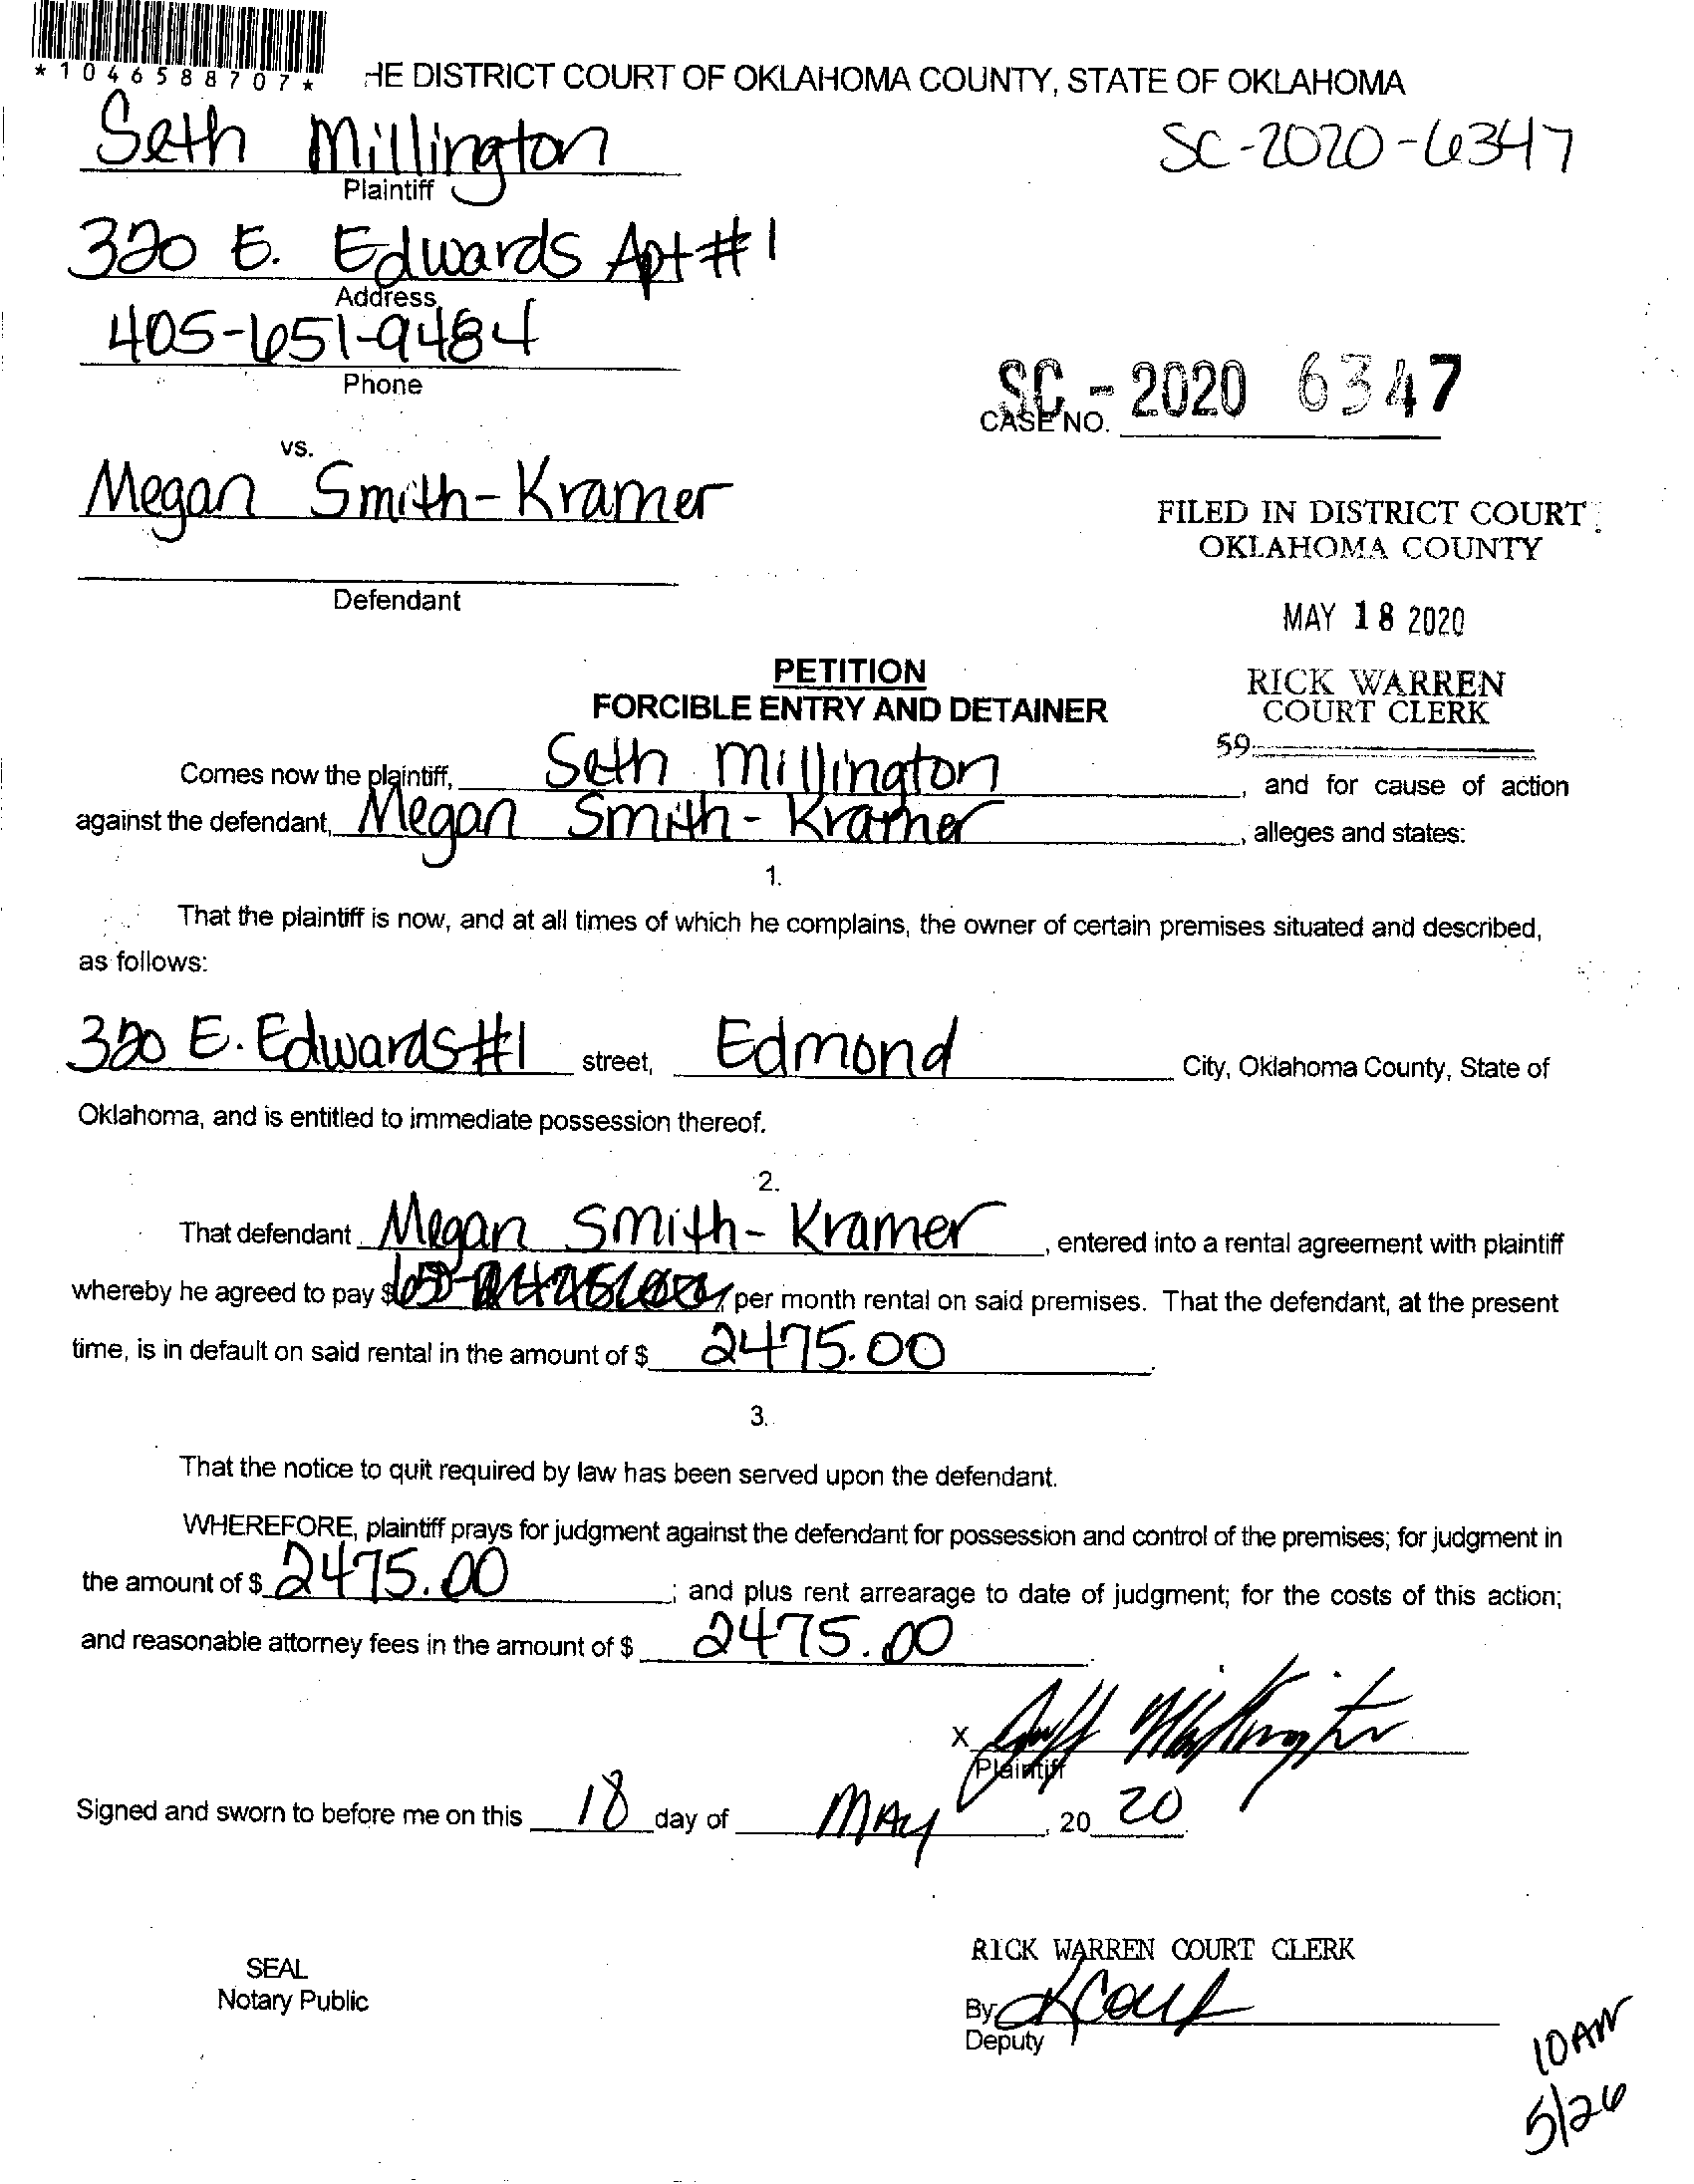 *1046588707*
HE DISTRICT COURT OF OKLAHOMA COUNTY, STATE OF OKLAHOMA
Seth Millington
SC-2020-6347
Plaintiff
320 E. Edwards Apt #1
Address
405-651-9484
Phone
SC - 2020 6347
CASE NO.
vs.
Megan Smith-Kramer
FILED IN DISTRICT COURT
OKLAHOMA COUNTY
Defendant
MAY 18 2020
PETITION
RICK WARREN
FORCIBLE ENTRY AND DETAINER
COURT CLERK
59
Comes now the plaintiff, Seth Millington, and for cause of action
against the defendant, Megan Smith-Kramer, alleges and states:
1.
That the plaintiff is now, and at all times of which he complains, the owner of certain premises situated and described,
as follows:
320 E. Edwards #1 street, Edmond City, Oklahoma County, State of
Oklahoma, and is entitled to immediate possession thereof.
2.
That defendant Megan Smith-Kramer, entered into a rental agreement with plaintiff
whereby he agreed to pay $ per month rental on said premises. That the defendant, at the present
time, is in default on said rental in the amount of $ 2475.00.
3.
That the notice to quit required by law has been served upon the defendant.
WHEREFORE, plaintiff prays for judgment against the defendant for possession and control of the premises; for judgment in
the amount of $ 2475.00; and plus rent arrearage to date of judgment; for the costs of this action;
and reasonable attorney fees in the amount of $ 2475.00.
X
Plaintiff
Signed and sworn to before me on this 18 day of MAY, 20 20.
RICK WARREN COURT CLERK
SEAL
Notary Public
By
Deputy
10AM
5/26